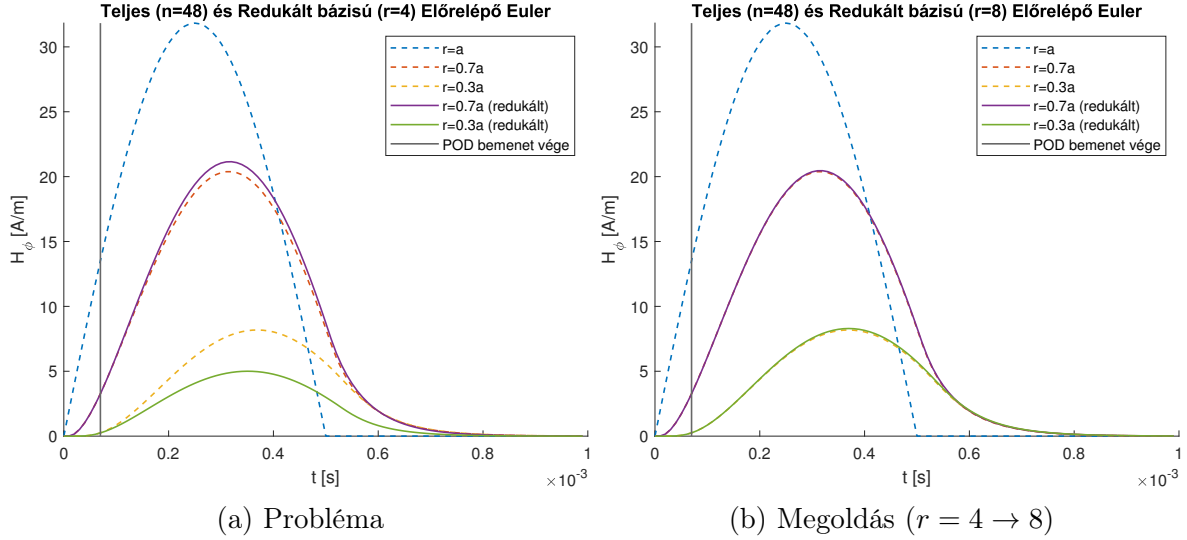 Teljes (n=48) és Redukált bázisú (r=4) Előrelépő Euler
H_ϕ [A/m]
30
25
20
15
10
5
0
r=a
r=0.7a
r=0.3a
r=0.7a (redukált)
r=0.3a (redukált)
POD bemenet vége
0 0.2 0.4 0.6 0.8 1
t [s]
×10⁻³
(a) Probléma
Teljes (n=48) és Redukált bázisú (r=8) Előrelépő Euler
H_ϕ [A/m]
30
25
20
15
10
5
0
r=a
r=0.7a
r=0.3a
r=0.7a (redukált)
r=0.3a (redukált)
POD bemenet vége
0 0.2 0.4 0.6 0.8 1
t [s]
×10⁻³
(b) Megoldás (r = 4 → 8)